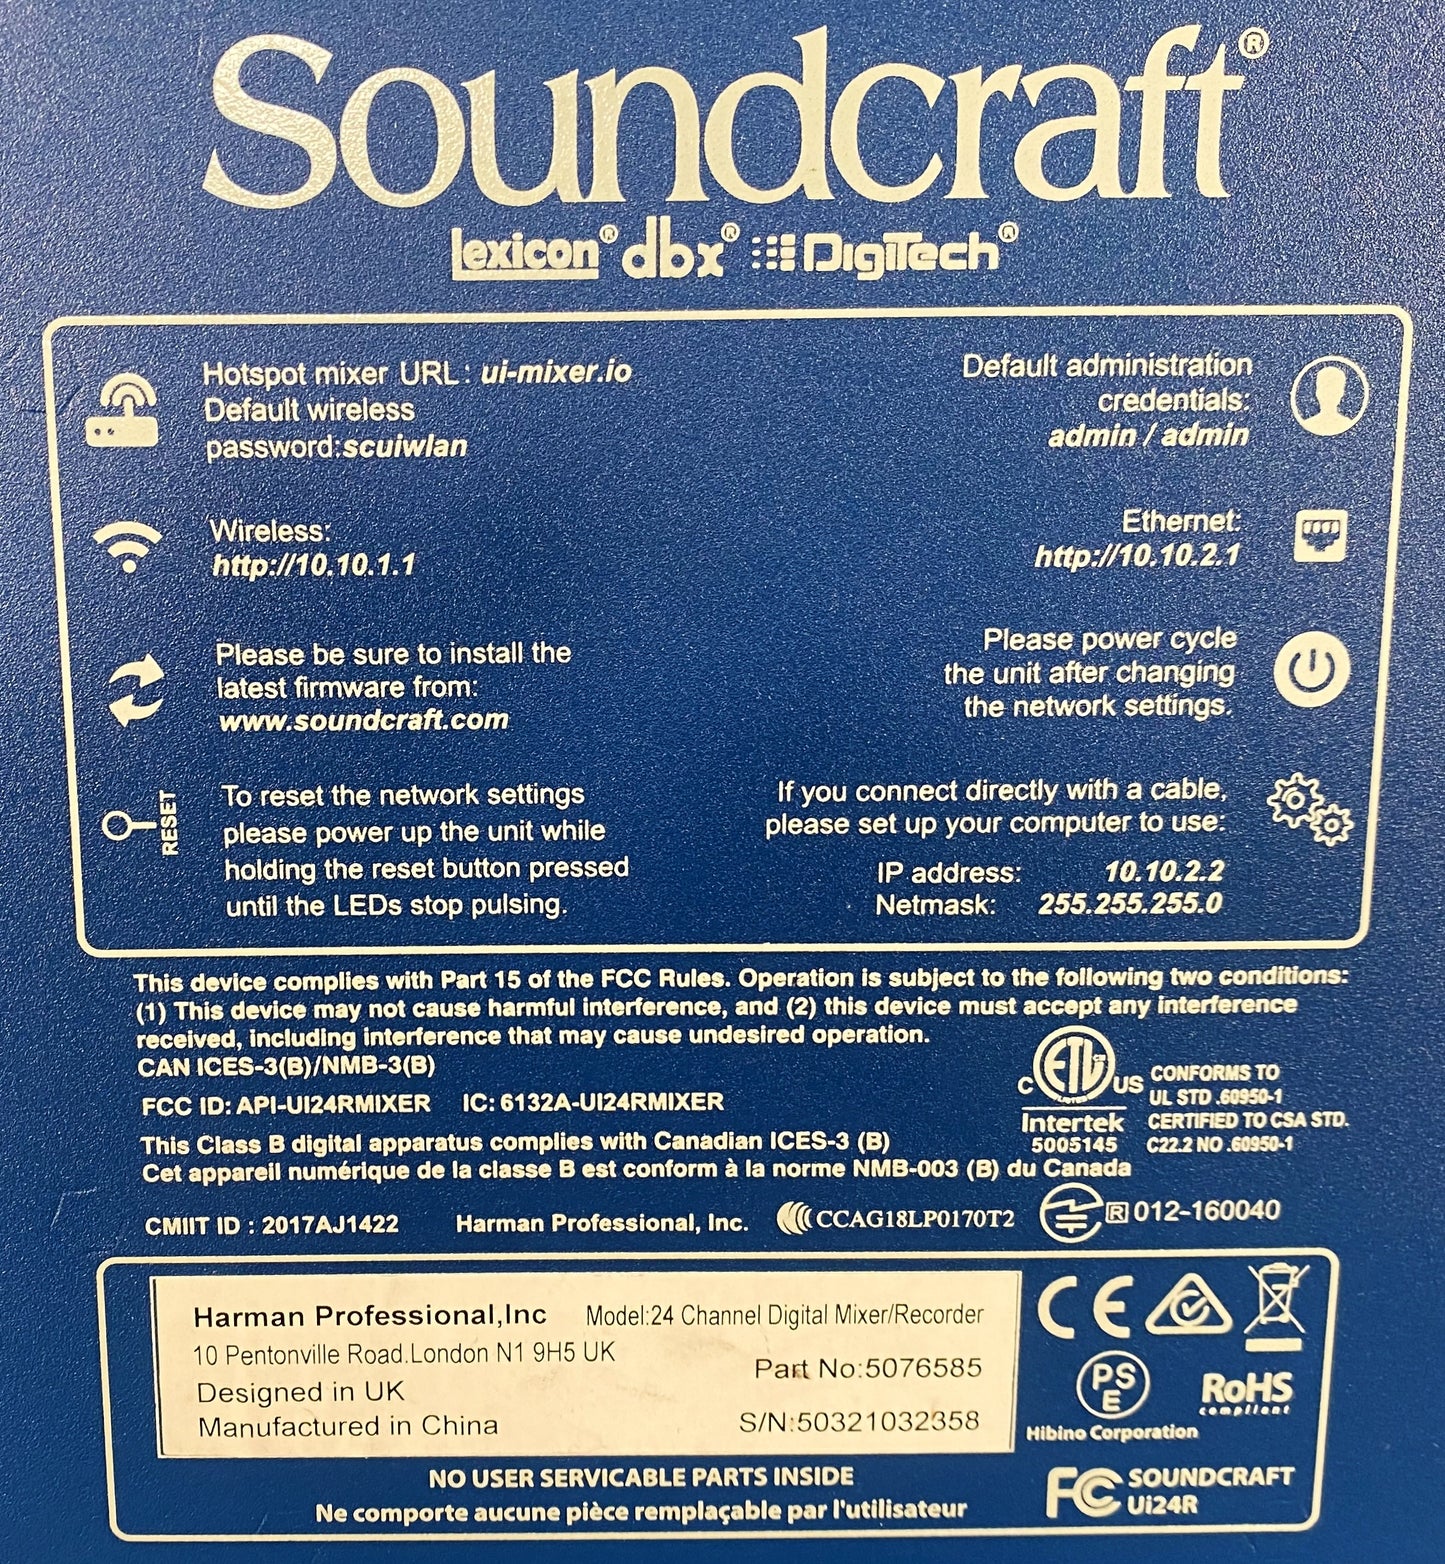 Soundcraft®
lexicon® dbx® DigiTech®
Hotspot mixer URL: ui-mixer.io
Default wireless
password:scuiwlan
Default administration
credentials:
admin / admin
Wireless:
http://10.10.1.1
Ethernet:
http://10.10.2.1
Please be sure to install the
latest firmware from:
www.soundcraft.com
Please power cycle
the unit after changing
the network settings.
RESET
To reset the network settings
please power up the unit while
holding the reset button pressed
until the LEDs stop pulsing.
If you connect directly with a cable,
please set up your computer to use:
IP address: 10.10.2.2
Netmask: 255.255.255.0
This device complies with Part 15 of the FCC Rules. Operation is subject to the following two conditions:
(1) This device may not cause harmful interference, and (2) this device must accept any interference
received, including interference that may cause undesired operation.
CAN ICES-3(B)/NMB-3(B)
FCC ID: API-UI24RMIXER IC: 6132A-UI24RMIXER
This Class B digital apparatus complies with Canadian ICES-3 (B)
Cet appareil numérique de la classe B est conform à la norme NMB-003 (B) du Canada
C ETL CM US
LISTED
Intertek
5005145
CONFORMS TO
UL STD .60950-1
CERTIFIED TO CSA STD.
C22.2 NO .60950-1
CMIIT ID : 2017AJ1422 Harman Professional, Inc. CCAG18LP0170T2 R 012-160040
Harman Professional,Inc Model:24 Channel Digital Mixer/Recorder
10 Pentonville Road.London N1 9H5 UK
Part No:5076585
Designed in UK
Manufactured in China
S/N:50321032358
CE
PSE
Hibino Corporation
RoHS
compliant
NO USER SERVICABLE PARTS INSIDE
Ne comporte aucune pièce remplaçable par l'utilisateur
FC SOUNDCRAFT
Ui24R